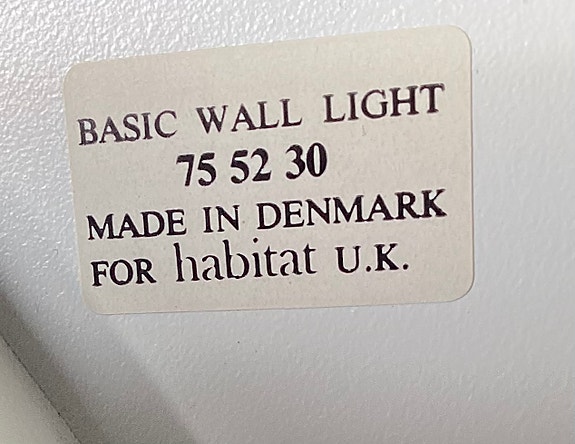 BASIC WALL LIGHT
75 52 30
MADE IN DENMARK
FOR habitat U.K.